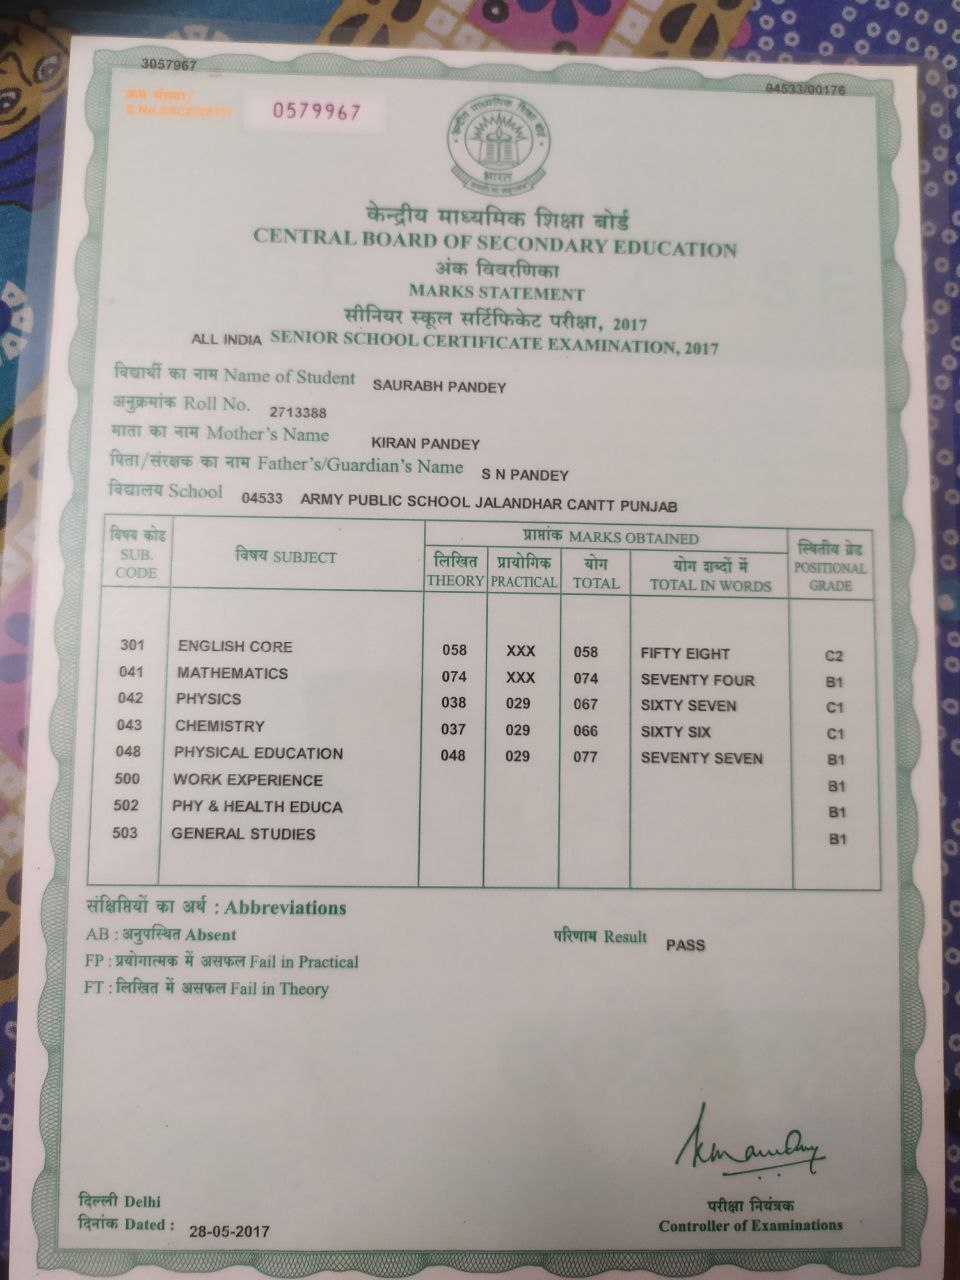 3057967
04533/00176
क्रम संख्या/
S.No.SSCE/2017/
0579967
केन्द्रीय माध्यमिक शिक्षा बोर्ड
भारत
केन्द्रीय माध्यमिक शिक्षा बोर्ड
CENTRAL BOARD OF SECONDARY EDUCATION
अंक विवरणिका
MARKS STATEMENT
सीनियर स्कूल सर्टिफिकेट परीक्षा, 2017
ALL INDIA SENIOR SCHOOL CERTIFICATE EXAMINATION, 2017
विद्यार्थी का नाम Name of Student SAURABH PANDEY
अनुक्रमांक Roll No. 2713388
माता का नाम Mother's Name KIRAN PANDEY
पिता/संरक्षक का नाम Father's/Guardian's Name S N PANDEY
विद्यालय School 04533 ARMY PUBLIC SCHOOL JALANDHAR CANTT PUNJAB
विषय कोड SUB. CODE विषय SUBJECT प्राप्तांक MARKS OBTAINED स्थितीय ग्रेड POSITIONAL GRADE
लिखित THEORY प्रायोगिक PRACTICAL योग TOTAL योग शब्दों में TOTAL IN WORDS
301 ENGLISH CORE 058 XXX 058 FIFTY EIGHT C2
041 MATHEMATICS 074 XXX 074 SEVENTY FOUR B1
042 PHYSICS 038 029 067 SIXTY SEVEN C1
043 CHEMISTRY 037 029 066 SIXTY SIX C1
048 PHYSICAL EDUCATION 048 029 077 SEVENTY SEVEN B1
500 WORK EXPERIENCE B1
502 PHY & HEALTH EDUCA B1
503 GENERAL STUDIES B1
संक्षिप्तियों का अर्थ : Abbreviations
AB : अनुपस्थित Absent
परिणाम Result PASS
FP : प्रयोगात्मक में असफल Fail in Practical
FT : लिखित में असफल Fail in Theory
दिल्ली Delhi
दिनांक Dated : 28-05-2017
परीक्षा नियंत्रक
Controller of Examinations